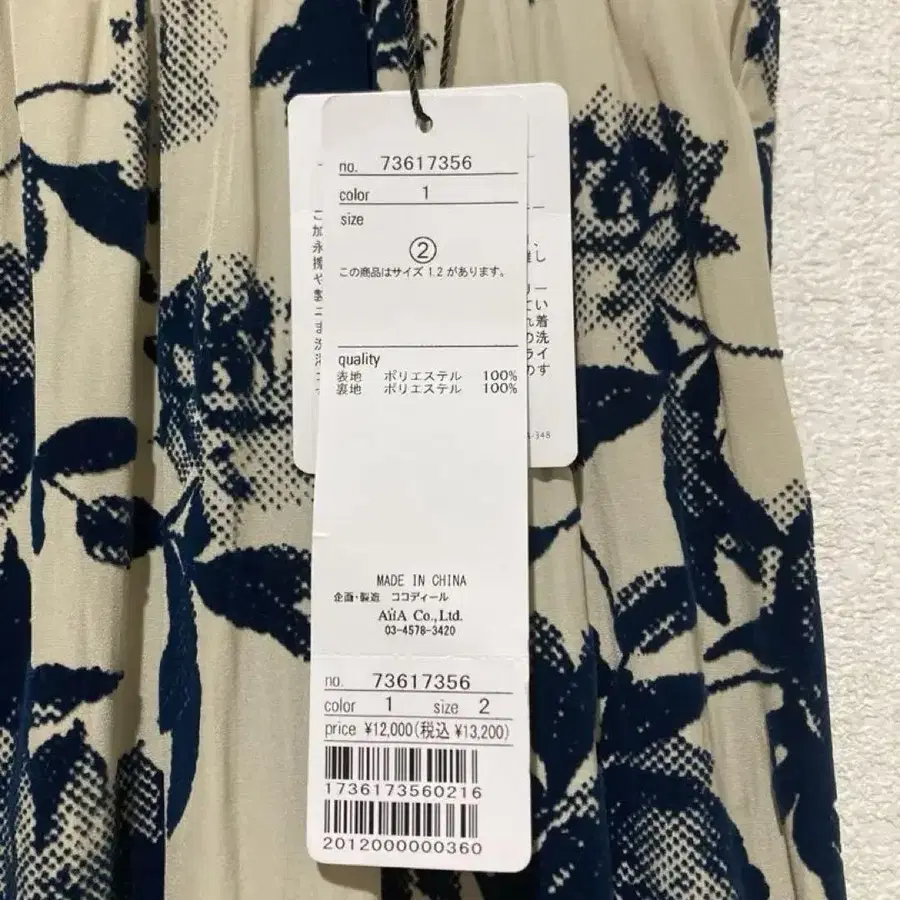 no. 73617356
color 1
size
②
この商品はサイズ 1.2 があります。
quality
表地 ポリエステル 100%
裏地 ポリエステル 100%
MADE IN CHINA
企画・製造 ココディール
AiiA Co.,Ltd.
03-4578-3420
no. 73617356
color 1 size 2
price ¥12,000(税込 ¥13,200)
1736173560216
2012000000360
-348